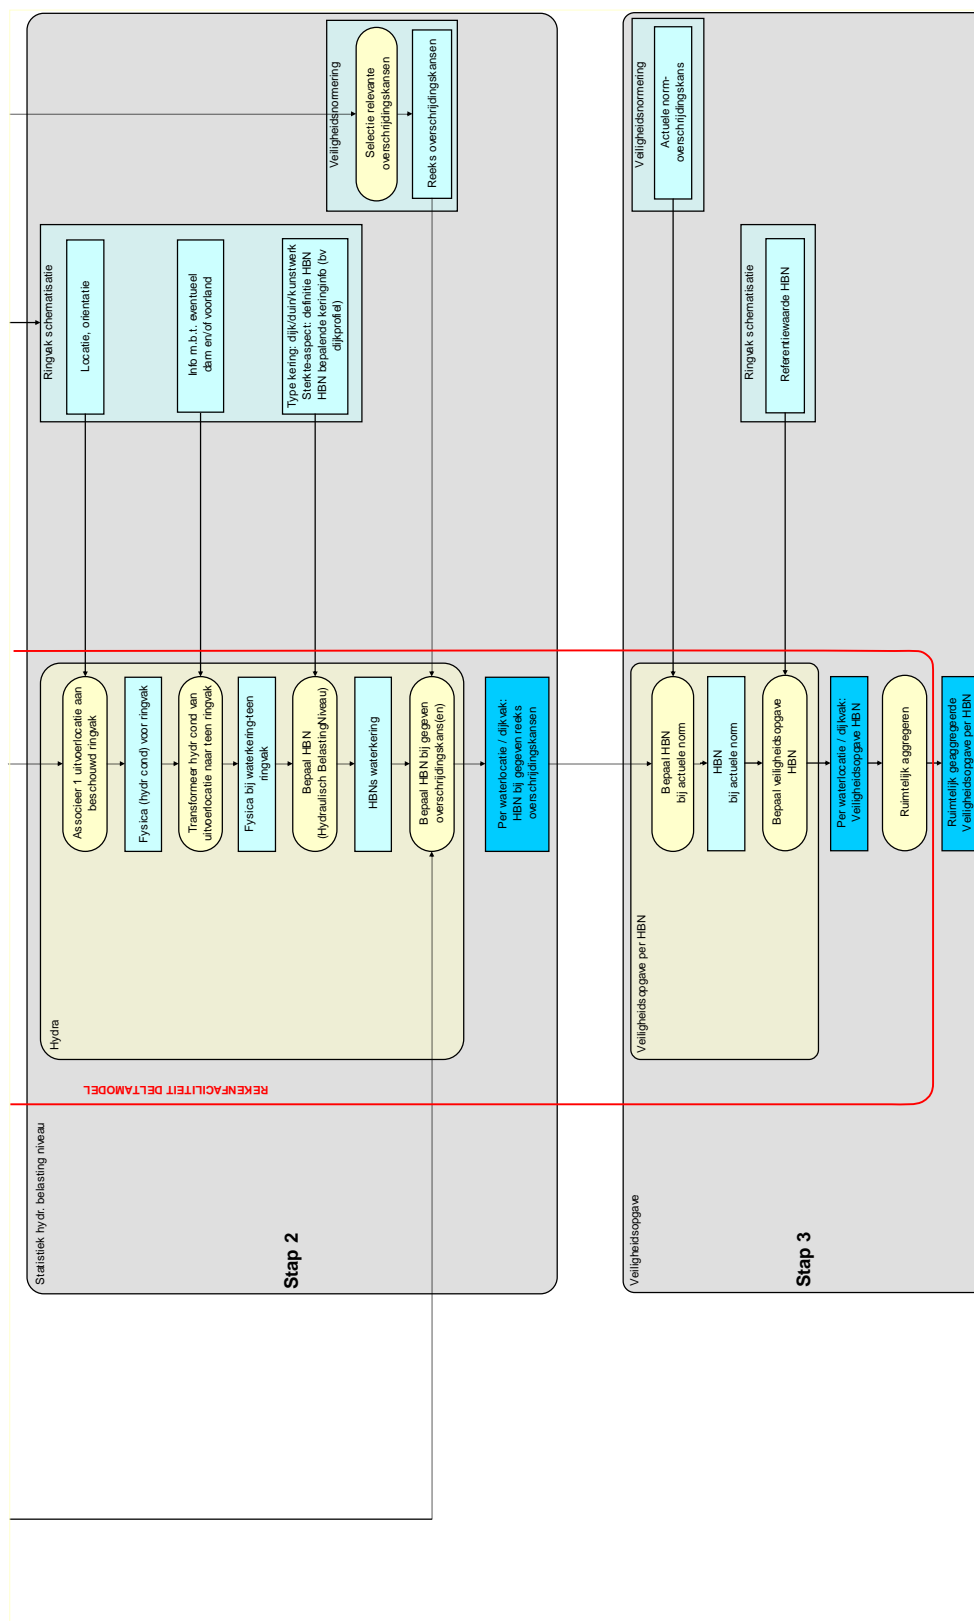 Statistiek hydr. belasting niveau
Stap 2
REKENFACILITEIT DELTAMODEL
Hydra
Associeer 1 uitvoerlocatie aan
beschouwd ringvak
Fysica (hydr cond) voor ringvak
Transformeer hydr cond van
uitvoerlocatie naar teen ringvak
Fysica bij waterkering-teen
ringvak
Bepaal HBN
(Hydraulisch BelastingNiveau)
HBNs waterkering
Bepaal HBN bij gegeven
overschrijdingskans(en)
Per waterlocatie / dijkvak:
HBN bij gegeven reeks
overschrijdingskansen
Ringvak schematisatie
Locatie, orientatie
Info m.b.t. eventueel
dam en/of voorland
Type kering: dijk/duin/kunstwerk
Sterkte-aspect: definitie HBN
HBN bepalende keringinfo (bv
dijkprofiel)
Veiligheidsnormering
Selectie relevante
overschrijdingskansen
Reeks overschrijdingskansen
Veiligheidsopgave
Stap 3
Veiligheidsopgave per HBN
Bepaal HBN
bij actuele norm
HBN
bij actuele norm
Bepaal veiligheidsopgave
HBN
Per waterlocatie / dijkvak:
Veiligheidsopgave HBN
Ruimtelijk aggregeren
Ruimtelijk geaggregeerde
Veiligheidsopgave per HBN
Ringvak schematisatie
Referentiewaarde HBN
Veiligheidsnormering
Actuele norm-
overschrijdingskans